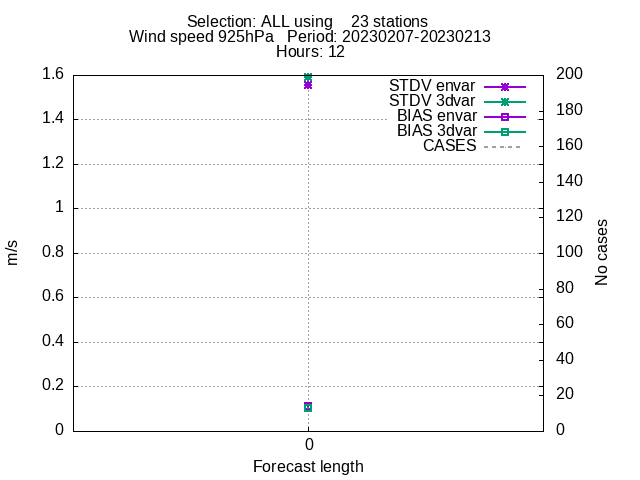 Selection: ALL using    23 stations
Wind speed 925hPa   Period: 20230207-20230213
Hours: 12
1.6
1.4
1.2
1
0.8
0.6
0.4
0.2
0
200
180
160
140
120
100
80
60
40
20
0
STDV envar
STDV 3dvar
BIAS envar
BIAS 3dvar
CASES
m/s
No cases
0
Forecast length